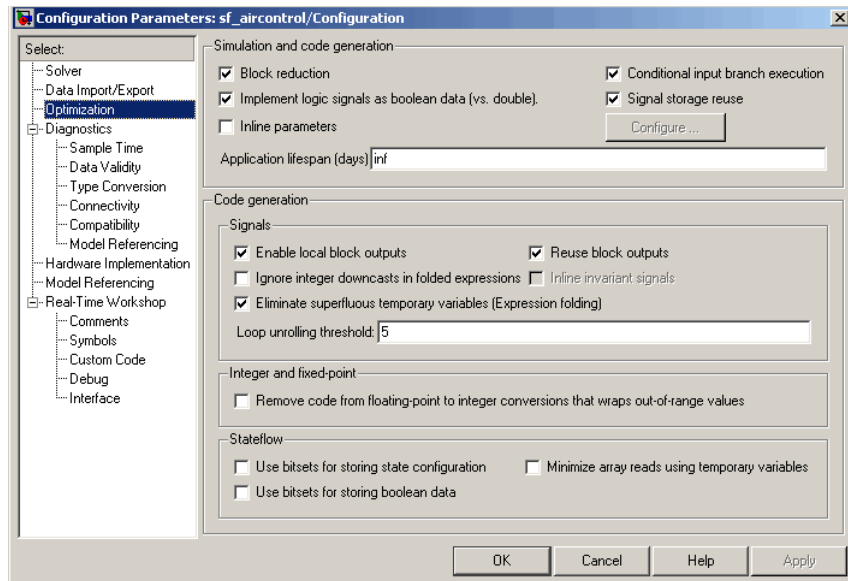 Configuration Parameters: sf_aircontrol/Configuration
Select:
Solver
Data Import/Export
Optimization
Diagnostics
Sample Time
Data Validity
Type Conversion
Connectivity
Compatibility
Model Referencing
Hardware Implementation
Model Referencing
Real-Time Workshop
Comments
Symbols
Custom Code
Debug
Interface
Simulation and code generation
Block reduction
Conditional input branch execution
Implement logic signals as boolean data (vs. double).
Signal storage reuse
Inline parameters
Configure ...
Application lifespan (days) inf
Code generation
Signals
Enable local block outputs
Reuse block outputs
Ignore integer downcasts in folded expressions
Inline invariant signals
Eliminate superfluous temporary variables (Expression folding)
Loop unrolling threshold: 5
Integer and fixed-point
Remove code from floating-point to integer conversions that wraps out-of-range values
Stateflow
Use bitsets for storing state configuration
Minimize array reads using temporary variables
Use bitsets for storing boolean data
OK
Cancel
Help
Apply